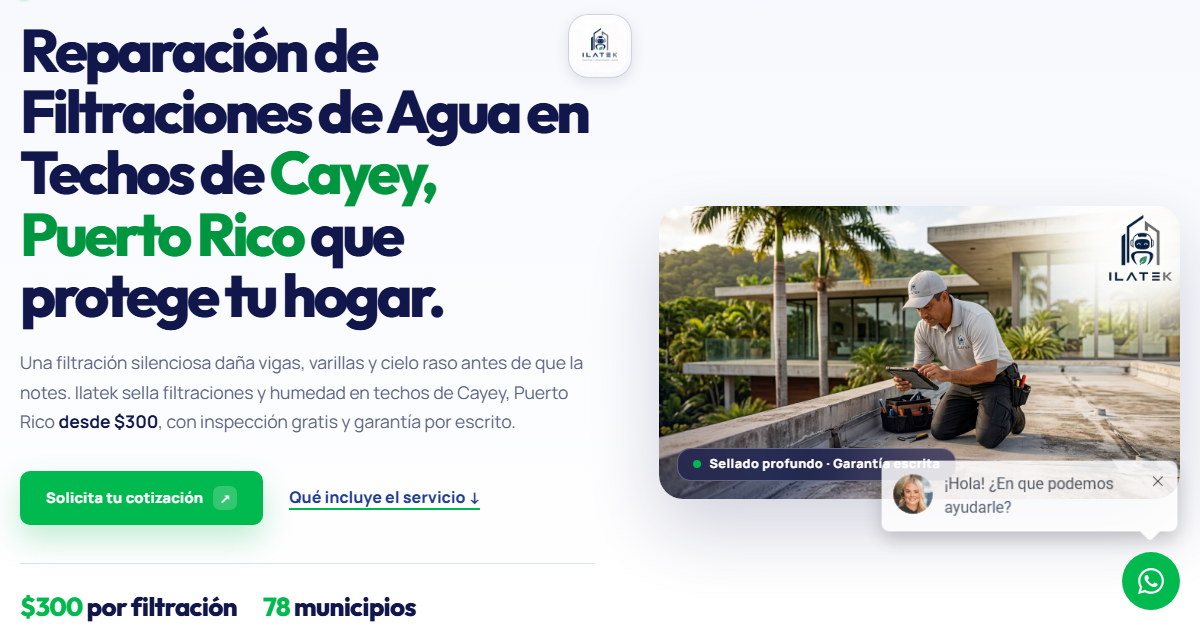 Reparación de
Filtraciones de Agua en
Techos de Cayey,
Puerto Rico que
protege tu hogar.
Una filtración silenciosa daña vigas, varillas y cielo raso antes de que la
notes. Ilatek sella filtraciones y humedad en techos de Cayey, Puerto
Rico desde $300, con inspección gratis y garantía por escrito.
Solicita tu cotización ↗
Qué incluye el servicio ↓
$300 por filtración
78 municipios
ILATEK
ILATEK
Sellado profundo · Garantía escrita
¡Hola! ¿En que podemos
ayudarle?